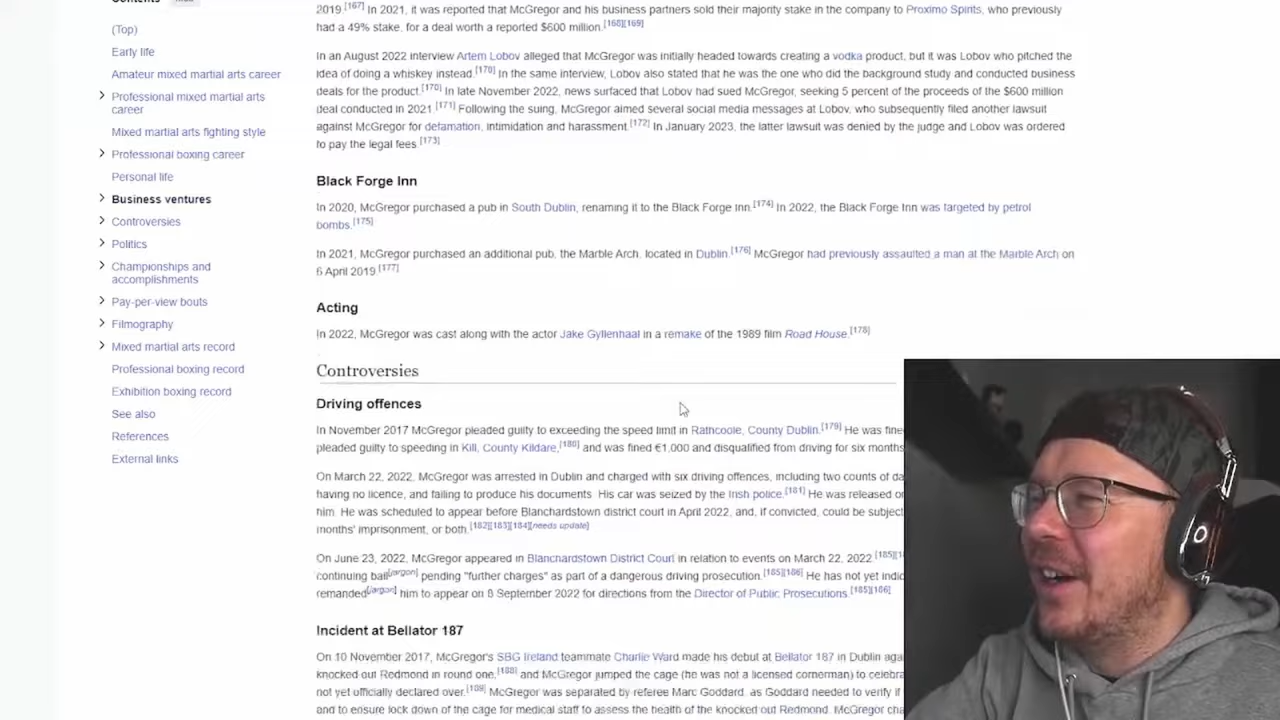 Contents
(Top)
Early life
Amateur mixed martial arts career
Professional mixed martial arts
career
Mixed martial arts fighting style
Professional boxing career
Personal life
Business ventures
Controversies
Politics
Championships and
accomplishments
Pay-per-view bouts
Filmography
Mixed martial arts record
Professional boxing record
Exhibition boxing record
See also
References
External links
2019.[167] In 2021, it was reported that McGregor and his business partners sold their majority stake in the company to Proximo Spirits, who previously
had a 49% stake, for a deal worth a reported $600 million.[168][169]
In an August 2022 interview Artem Lobov alleged that McGregor was initially headed towards creating a vodka product, but it was Lobov who pitched the
idea of doing a whiskey instead.[170] In the same interview, Lobov also stated that he was the one who did the background study and conducted business
deals for the product.[170] In late November 2022, news surfaced that Lobov had sued McGregor, seeking 5 percent of the proceeds of the $600 million
deal conducted in 2021.[171] Following the suing, McGregor aimed several social media messages at Lobov, who subsequently filed another lawsuit
against McGregor for defamation, intimidation and harassment.[172] In January 2023, the latter lawsuit was denied by the judge and Lobov was ordered
to pay the legal fees.[173]
Black Forge Inn
In 2020, McGregor purchased a pub in South Dublin, renaming it to the Black Forge Inn.[174] In 2022, the Black Forge Inn was targeted by petrol
bombs.[175]
In 2021, McGregor purchased an additional pub, the Marble Arch, located in Dublin.[176] McGregor had previously assaulted a man at the Marble Arch on
6 April 2019.[177]
Acting
In 2022, McGregor was cast along with the actor Jake Gyllenhaal in a remake of the 1989 film Road House.[178]
Controversies
Driving offences
In November 2017 McGregor pleaded guilty to exceeding the speed limit in Rathcoole, County Dublin.[179] He was fine
pleaded guilty to speeding in Kill, County Kildare,[180] and was fined €1,000 and disqualified from driving for six months
On March 22, 2022, McGregor was arrested in Dublin and charged with six driving offences, including two counts of da
having no licence, and failing to produce his documents. His car was seized by the Irish police.[181] He was released o
him. He was scheduled to appear before Blanchardstown district court in April 2022, and, if convicted, could be subject
months' imprisonment, or both.[182][183][184][needs update]
On June 23, 2022, McGregor appeared in Blanchardstown District Court in relation to events on March 22, 2022.[185][1
continuing bail[jargon] pending "further charges" as part of a dangerous driving prosecution.[185][186] He has not yet indic
remanded[jargon] him to appear on 8 September 2022 for directions from the Director of Public Prosecutions.[185][186]
Incident at Bellator 187
On 10 November 2017, McGregor's SBG Ireland teammate Charlie Ward made his debut at Bellator 187 in Dublin aga
knocked out Redmond in round one,[188] and McGregor jumped the cage (he was not a licensed cornerman) to celebra
not yet officially declared over.[189] McGregor was separated by referee Marc Goddard, as Goddard needed to verify if
and to ensure lock down of the cage for medical staff to assess the health of the knocked out Redmond. McGregor cha